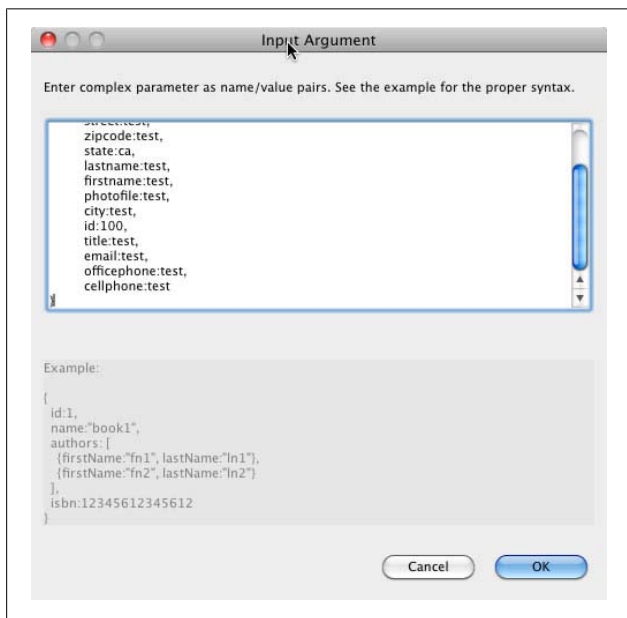 Input Argument
Enter complex parameter as name/value pairs. See the example for the proper syntax.
street:test,
zipcode:test,
state:ca,
lastname:test,
firstname:test,
photofile:test,
city:test,
id:100,
title:test,
email:test,
officephone:test,
cellphone:test
}
Example:
{
id:1,
name:"book1",
authors: [
{firstName:"fn1", lastName:"ln1"},
{firstName:"fn2", lastName:"ln2"}
],
isbn:12345612345612
}
Cancel
OK